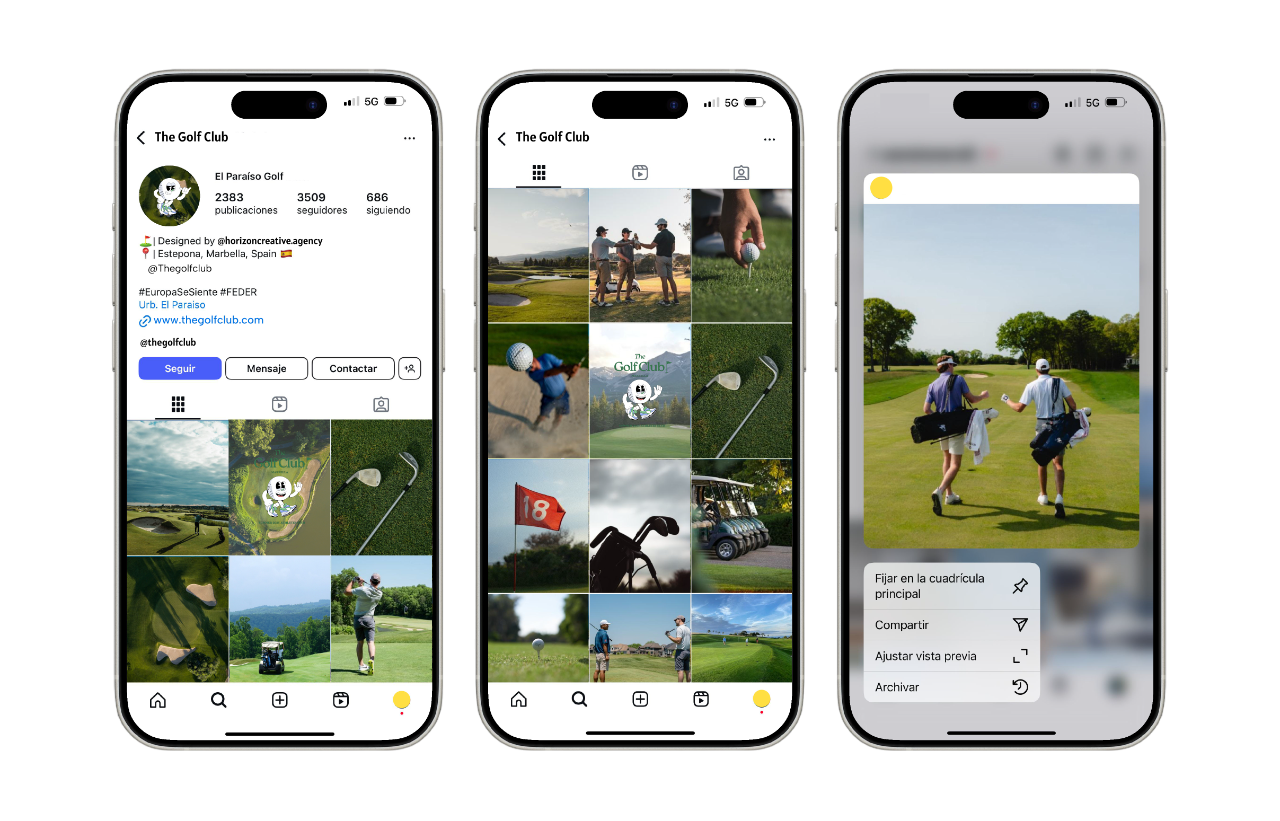 5G
The Golf Club
El Paraíso Golf
2383 3509 686
publicaciones seguidores siguiendo
| Designed by @horizoncreative.agency
| Estepona, Marbella, Spain
@Thegolfclub
#EuropaSeSiente #FEDER
Urb. El Paraiso
www.thegolfclub.com
@thegolfclub
Seguir Mensaje Contactar
Golf Club
5G
The Golf Club
The
Golf Club
18
5G
Fijar en la cuadrícula
principal
Compartir
Ajustar vista previa
Archivar